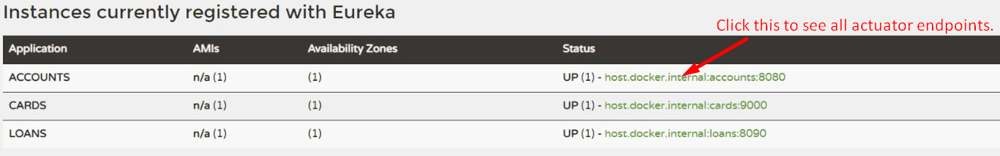 Instances currently registered with Eureka
Click this to see all actuator endpoints.
Application AMIs Availability Zones Status
ACCOUNTS n/a (1) (1) UP (1) - host.docker.internal:accounts:8080
CARDS n/a (1) (1) UP (1) - host.docker.internal:cards:9000
LOANS n/a (1) (1) UP (1) - host.docker.internal:loans:8090